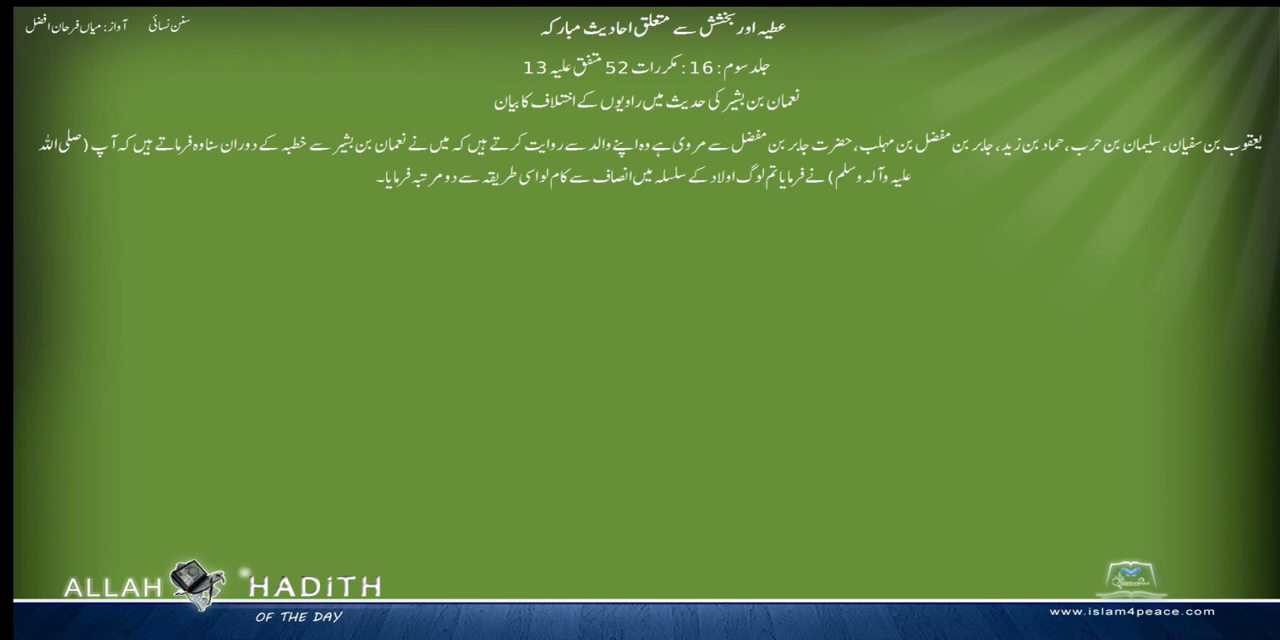 عطیہ اور بخشش سے متعلق احادیث مبارکہ
سنن نسائی آواز: میاں فرحان افضل
جلد سوم: 16: مکررات 52 متفق علیہ 13
نعمان بن بشیر کی حدیث میں راویوں کے اختلاف کا بیان
یعقوب بن سفیان، سلیمان بن حرب، حماد بن زید، جابر بن مفضل بن مہلب، حضرت جابر بن مفضل سے مروی ہے وہ اپنے والد سے روایت کرتے ہیں کہ میں نے نعمان بن بشیر سے خطبہ کے دوران سنا وہ فرماتے ہیں کہ آپ (صلی اللہ
علیہ وآلہ وسلم) نے فرمایا تم لوگ اولاد کے سلسلہ میں انصاف سے کام لو اسی طریقہ سے دو مرتبہ فرمایا۔
ALLAH HADITH
OF THE DAY
www.islam4peace.com